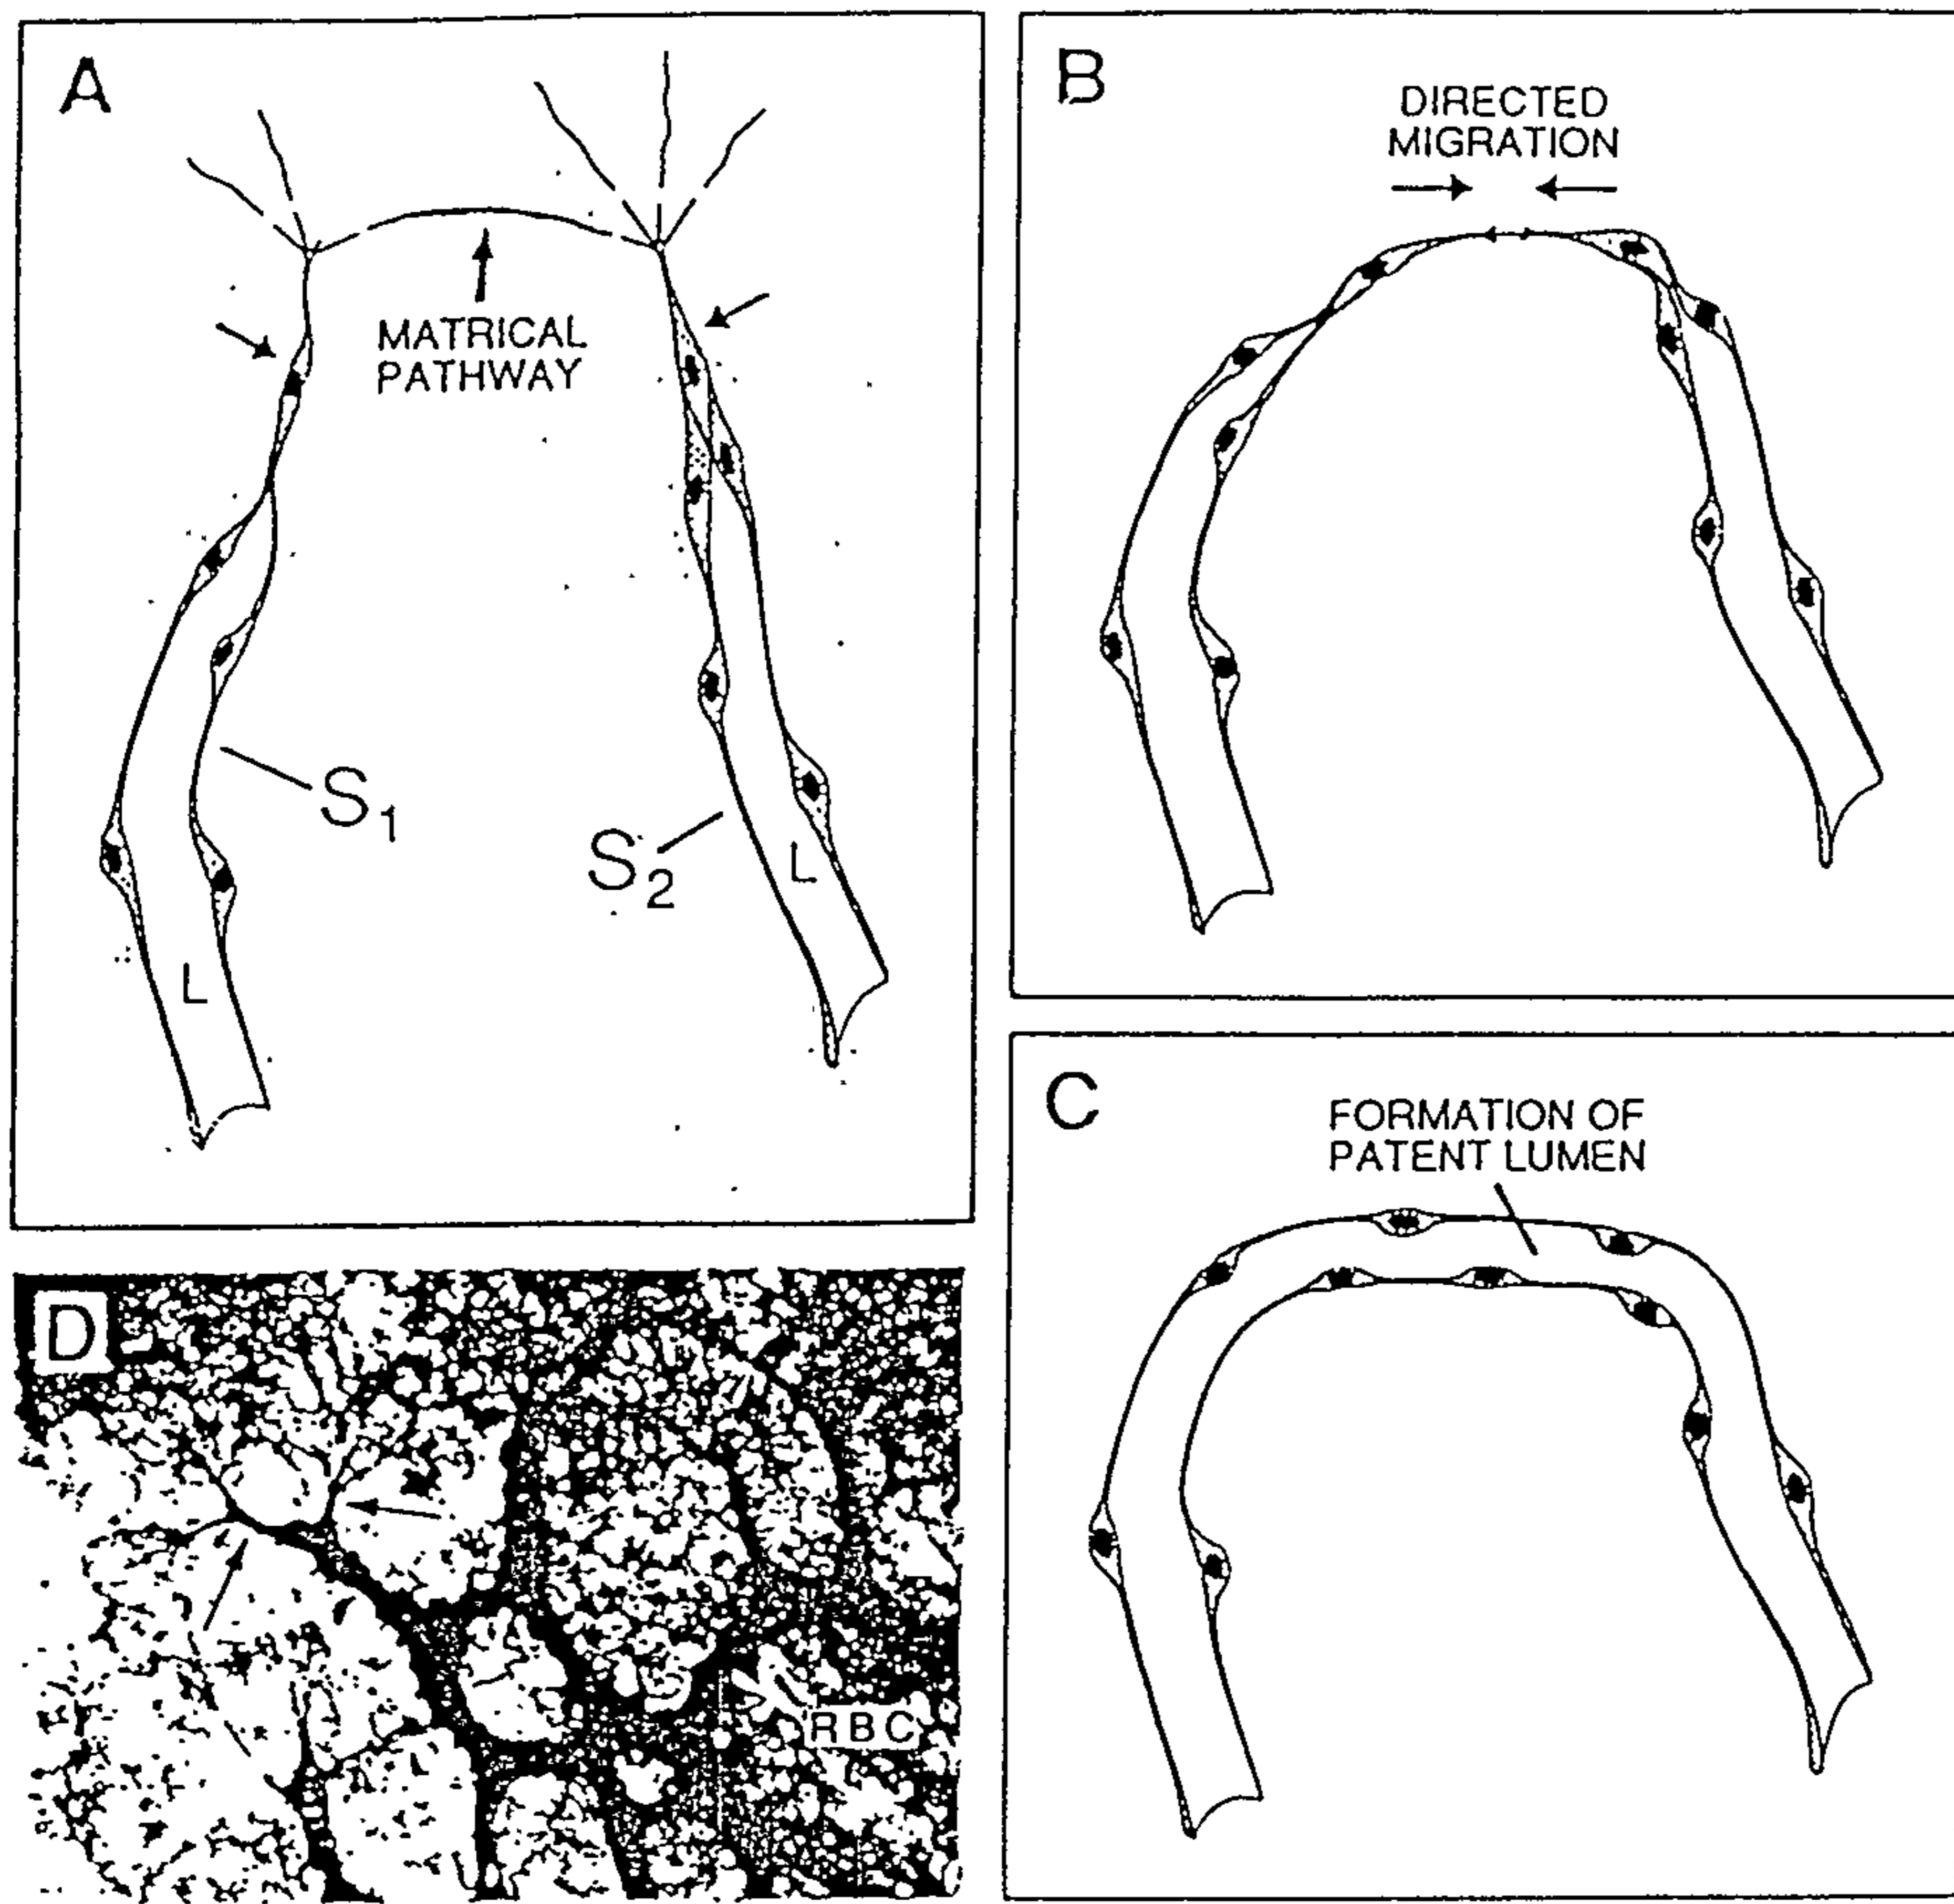 A
MATRICAL
PATHWAY
S1
S2
L
L
B
DIRECTED
MIGRATION
C
FORMATION OF
PATENT LUMEN
D
RBC